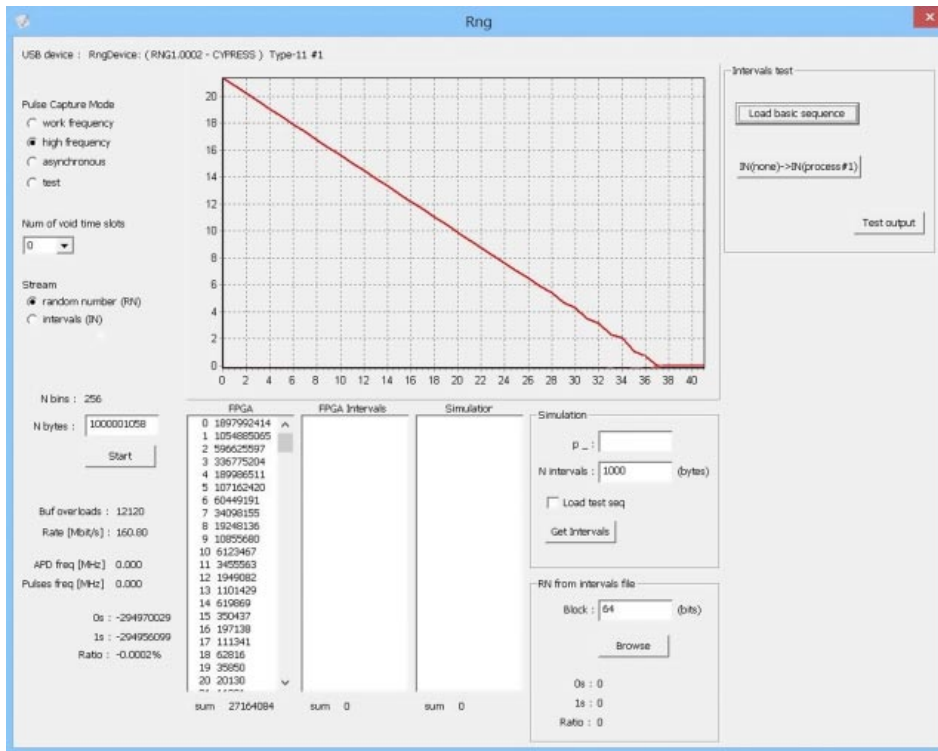 Rng
USB device : RngDevice: ( RNG1.0002 - CYPRESS ) Type-11 #1
Pulse Capture Mode
work frequency
high frequency
asynchronous
test
Num of void time slots
0
Stream
random number (RN)
intervals (IN)
N bins : 256
N bytes : 1000001058
Start
Buf overloads : 12120
Rate [Mbit/s] : 160.80
APD freq [MHz] 0.000
Pulses freq [MHz] 0.000
0s : -294970029
1s : -294956099
Ratio : -0.0002%
20
18
16
14
12
10
8
6
4
2
0
0 2 4 6 8 10 12 14 16 18 20 22 24 26 28 30 32 34 36 38 40
FPGA
0 1897992414
1 1054885065
2 596625597
3 336775204
4 189986511
5 107162420
6 60449191
7 34098155
8 19248136
9 10855680
10 6123467
11 3455563
12 1949082
13 1101429
14 619869
15 350437
16 197138
17 111341
18 62816
19 35850
20 20130
sum 27164084
FPGA Intervals
sum 0
Simulation
sum 0
Intervals test
Load basic sequence
IN(none)->IN(process#1)
Test output
Simulation
p _ :
N intervals : 1000 (bytes)
Load test seq
Get Intervals
RN from intervals file
Block : 64 (bits)
Browse
0s : 0
1s : 0
Ratio : 0